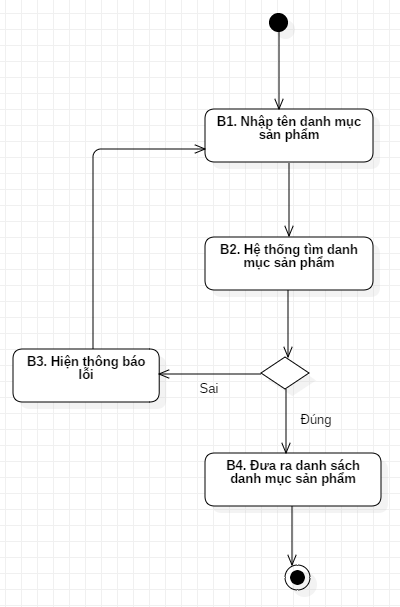 B1. Nhập tên danh mục
sản phẩm
B2. Hệ thống tìm danh
mục sản phẩm
B3. Hiện thông báo
lỗi
Sai
Đúng
B4. Đưa ra danh sách
danh mục sản phẩm